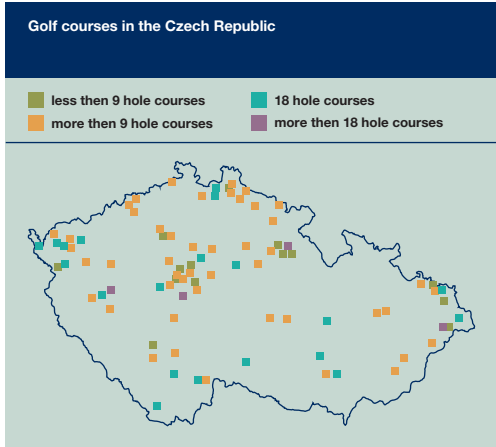 Golf courses in the Czech Republic
less then 9 hole courses
18 hole courses
more then 9 hole courses
more then 18 hole courses